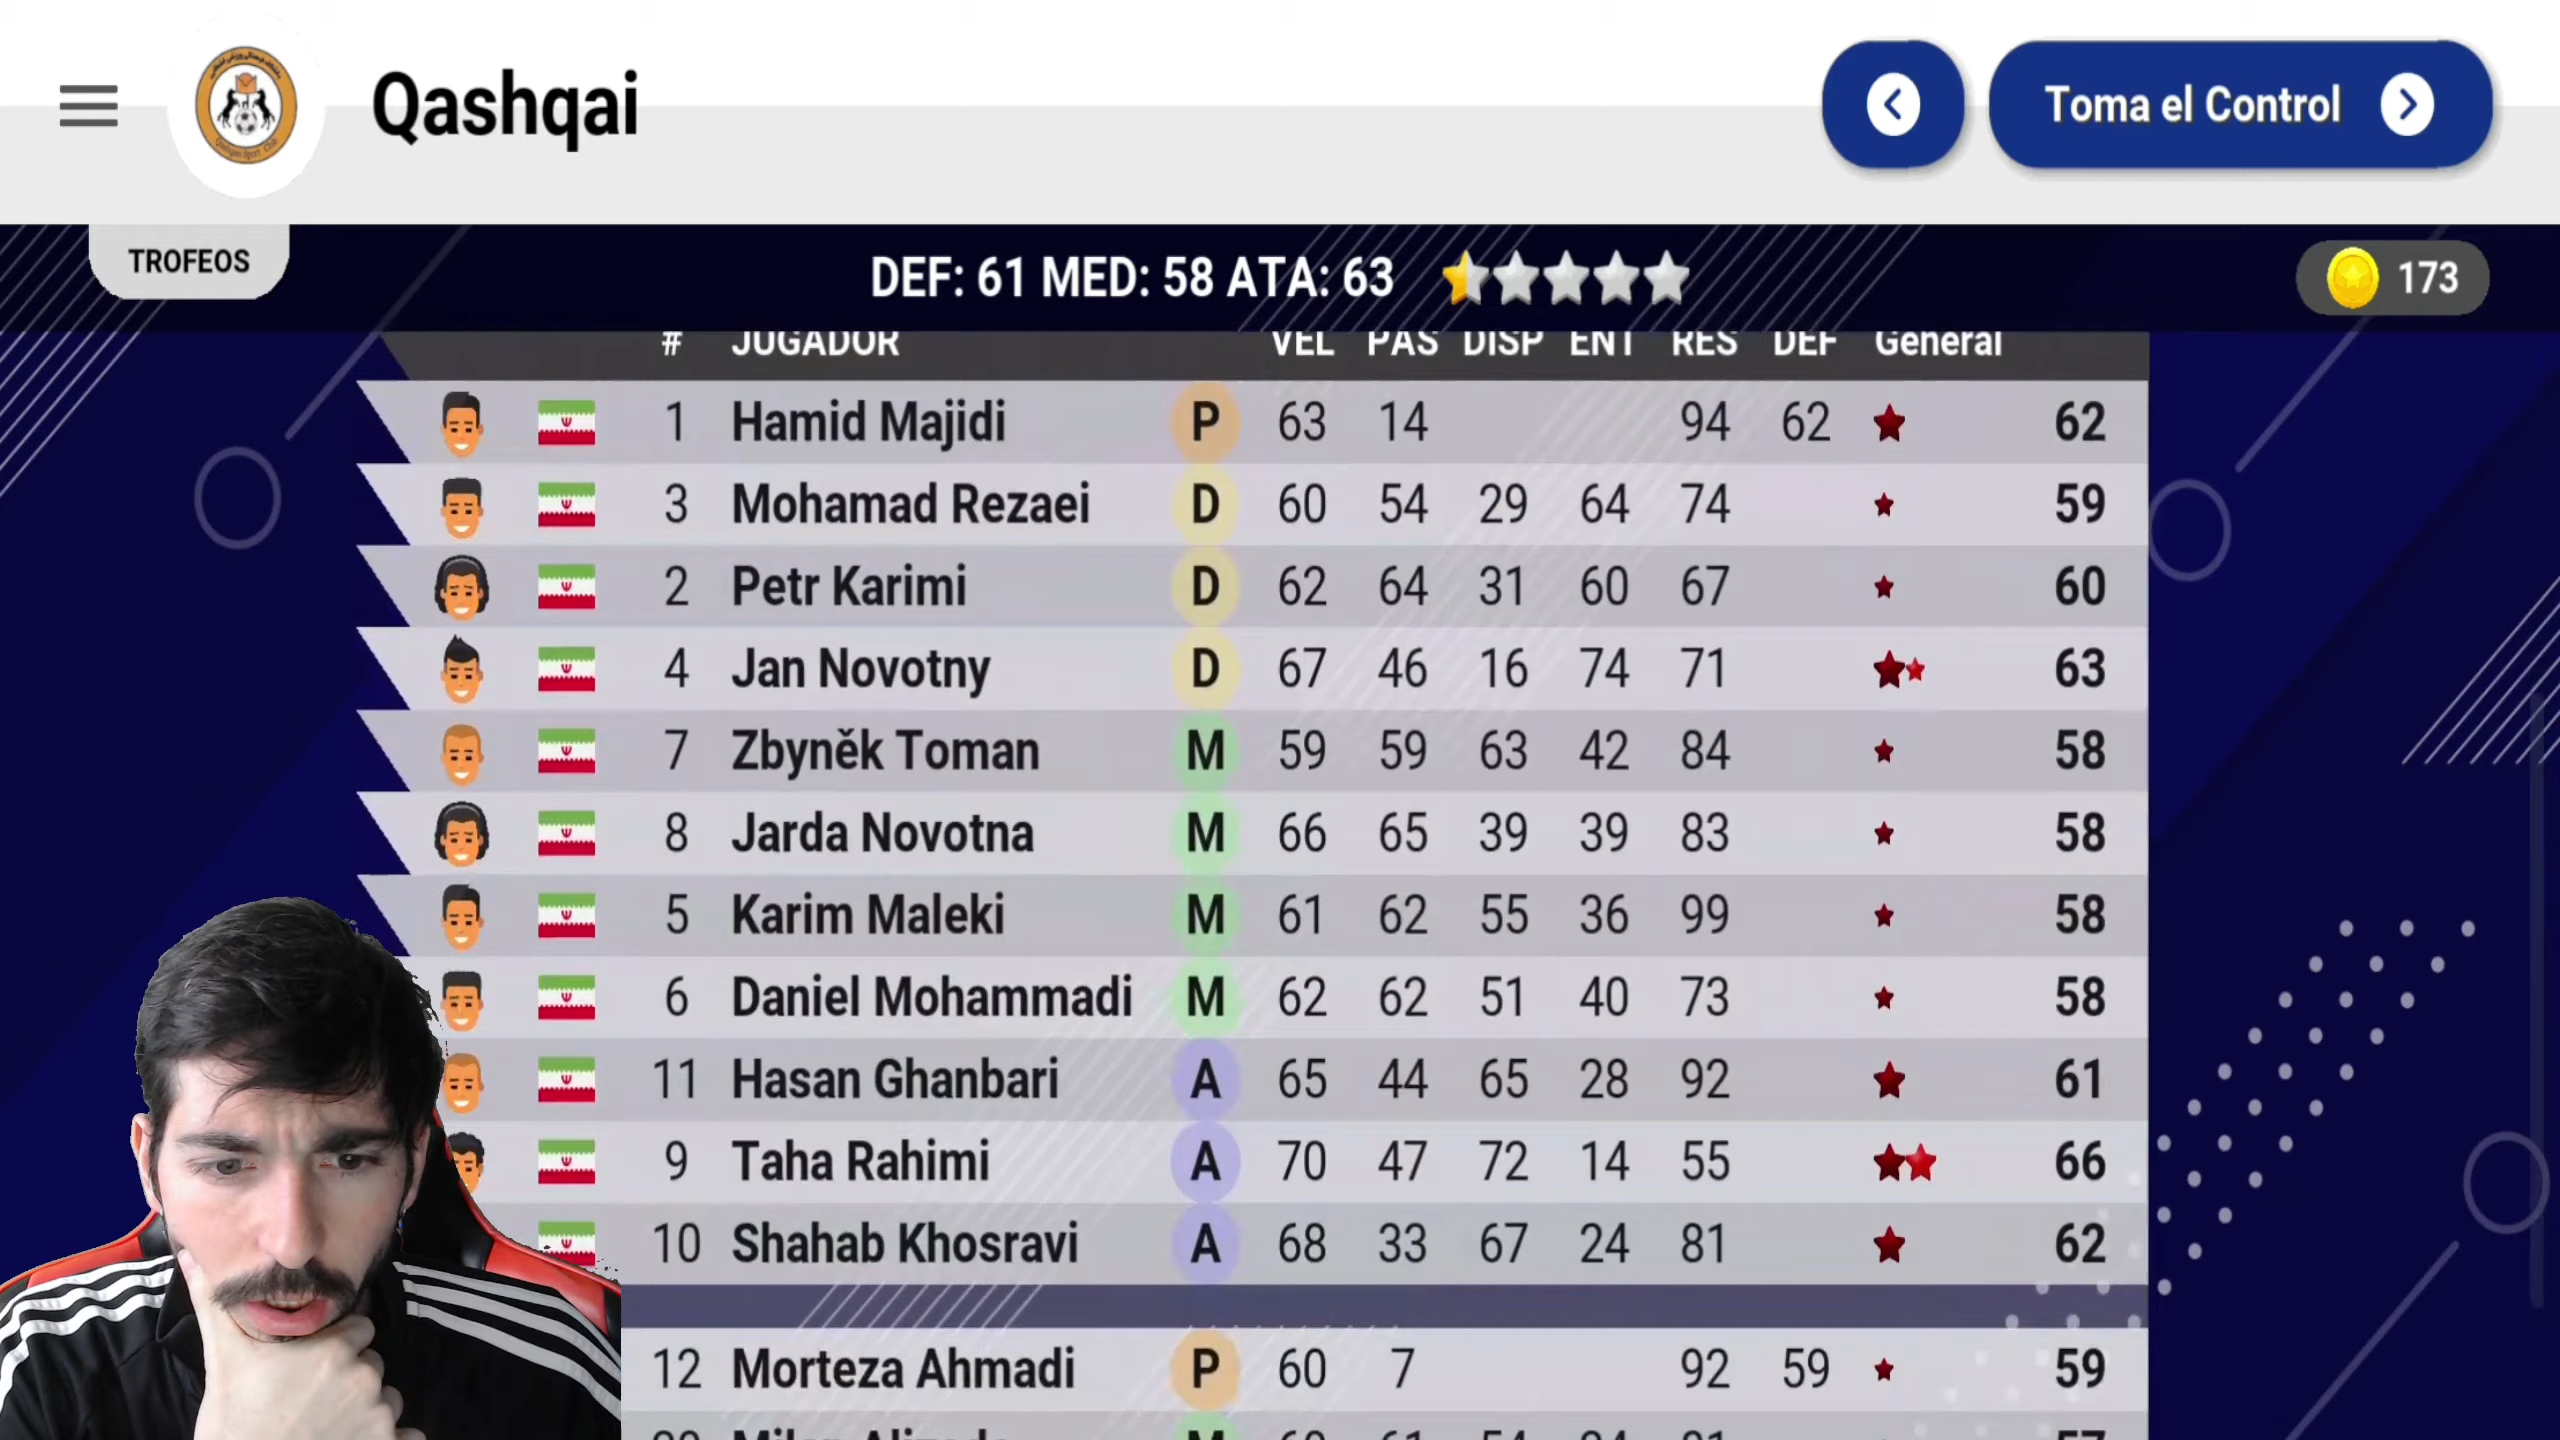 Qashqai
Toma el Control
TROFEOS
DEF: 61 MED: 58 ATA: 63
173
# JUGADOR VEL PAS DISP ENT RES DEF General
1 Hamid Majidi P 63 14 94 62 62
3 Mohamad Rezaei D 60 54 29 64 74 59
2 Petr Karimi D 62 64 31 60 67 60
4 Jan Novotny D 67 46 16 74 71 63
7 Zbyněk Toman M 59 59 63 42 84 58
8 Jarda Novotna M 66 65 39 39 83 58
5 Karim Maleki M 61 62 55 36 99 58
6 Daniel Mohammadi M 62 62 51 40 73 58
11 Hasan Ghanbari A 65 44 65 28 92 61
9 Taha Rahimi A 70 47 72 14 55 66
10 Shahab Khosravi A 68 33 67 24 81 62
12 Morteza Ahmadi P 60 7 92 59 59